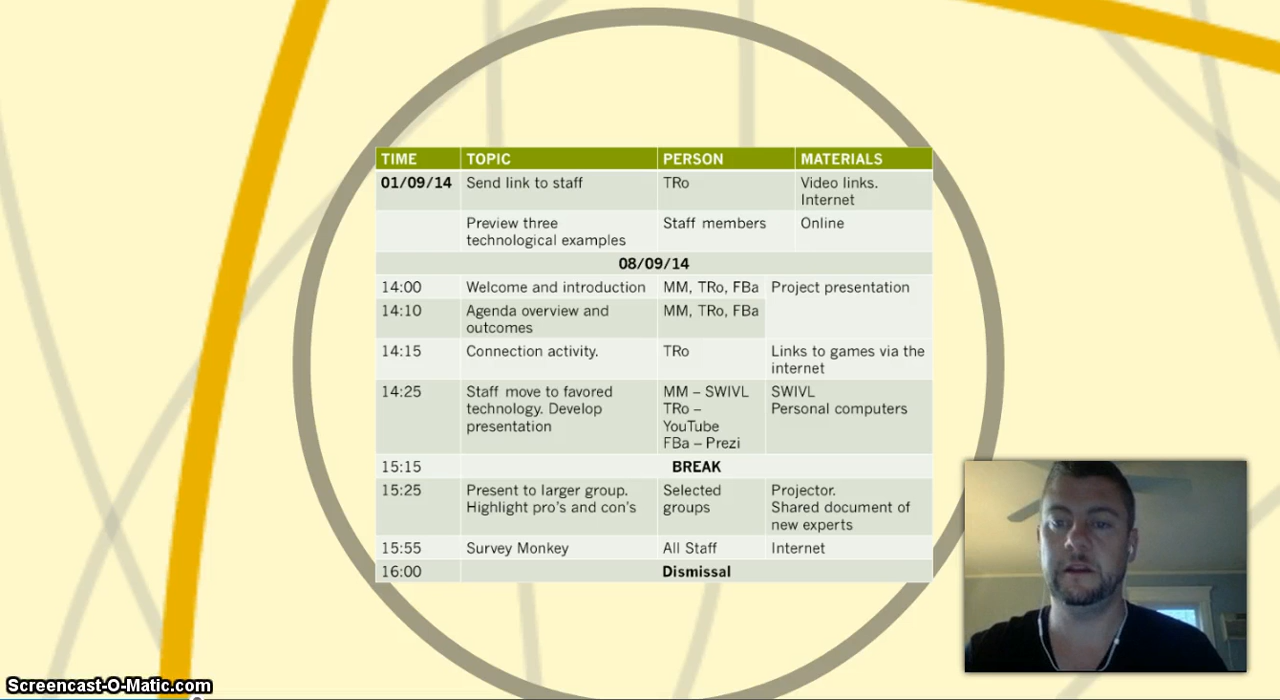 TIME TOPIC PERSON MATERIALS
01/09/14 Send link to staff TRo Video links.
Internet
Preview three Staff members Online
technological examples
08/09/14
14:00 Welcome and introduction MM, TRo, FBa Project presentation
14:10 Agenda overview and MM, TRo, FBa
outcomes
14:15 Connection activity. TRo Links to games via the
internet
14:25 Staff move to favored MM – SWIVL SWIVL
technology. Develop TRo – Personal computers
presentation YouTube
FBa – Prezi
15:15 BREAK
15:25 Present to larger group. Selected Projector.
Highlight pro's and con's groups Shared document of
new experts
15:55 Survey Monkey All Staff Internet
16:00 Dismissal
Screencast-O-Matic.com